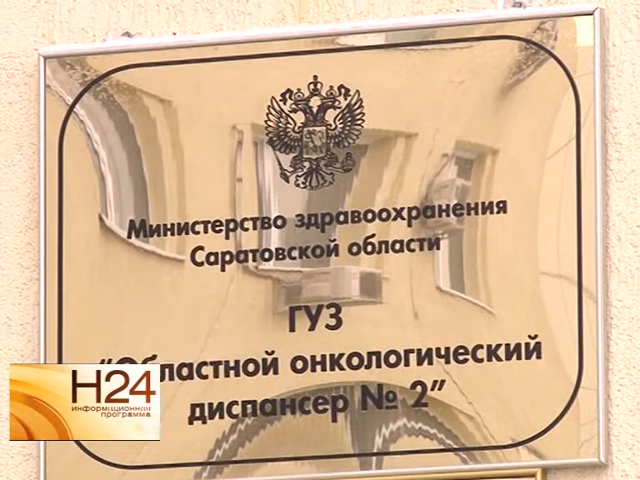 Министерство здравоохранения
Саратовской области
ГУЗ
"Областной онкологический
диспансер № 2"
Н24
информационная
программа